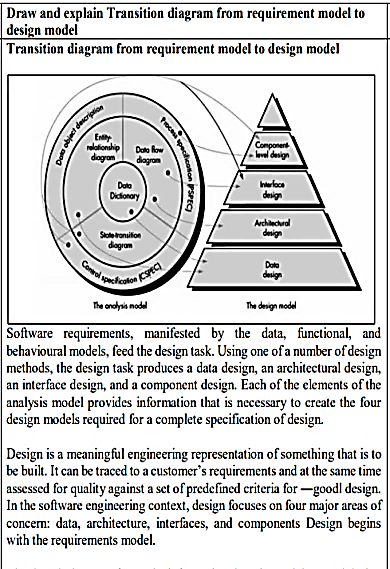 Draw and explain Transition diagram from requirement model to
design model
Transition diagram from requirement model to design model
Data object description
Process specification (PSPEC)
Entity-
relationship
diagram
Data flow
diagram
Data
Dictionary
State-transition
diagram
Control specification (CSPEC)
The analysis model
Component-
level design
Interface
design
Architectural
design
Data
design
The design model
Software requirements, manifested by the data, functional, and
behavioural models, feed the design task. Using one of a number of design
methods, the design task produces a data design, an architectural design,
an interface design, and a component design. Each of the elements of the
analysis model provides information that is necessary to create the four
design models required for a complete specification of design.
Design is a meaningful engineering representation of something that is to
be built. It can be traced to a customer's requirements and at the same time
assessed for quality against a set of predefined criteria for —goodl design.
In the software engineering context, design focuses on four major areas of
concern: data, architecture, interfaces, and components Design begins
with the requirements model.